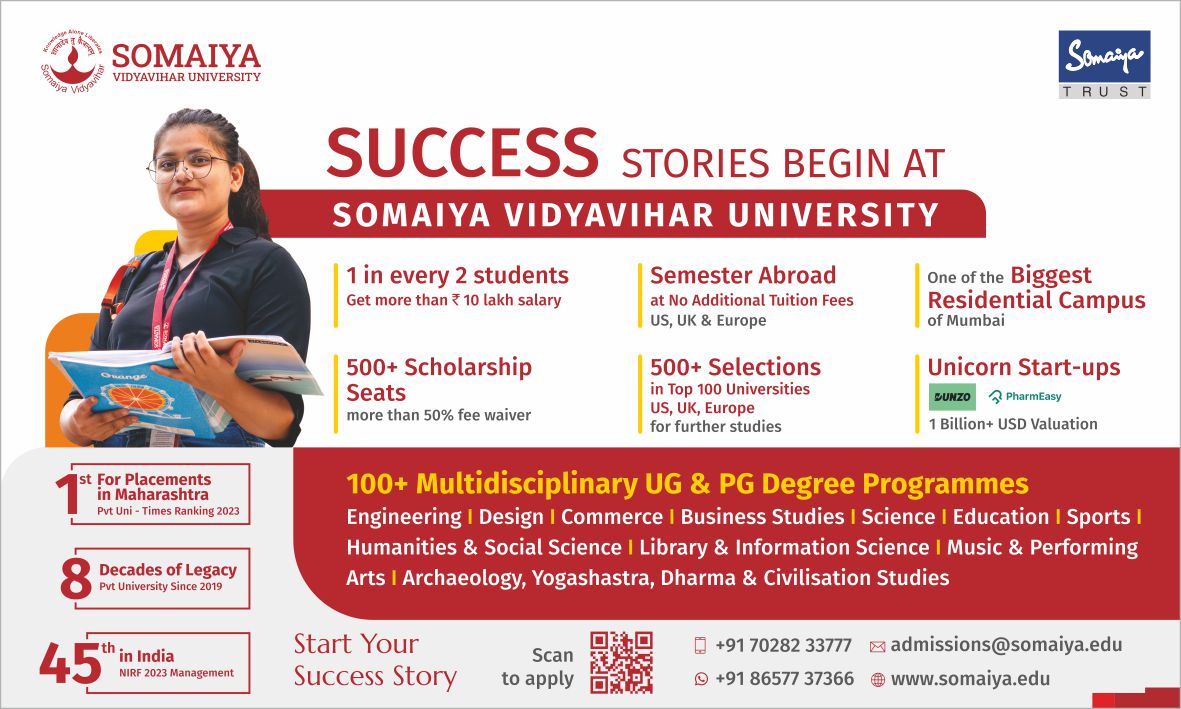 Knowledge Alone Liberates
Somaiya Vidyavihar
SOMAIYA
VIDYAVIHAR UNIVERSITY
Somaiya
TRUST
SUCCESS STORIES BEGIN AT
SOMAIYA VIDYAVIHAR UNIVERSITY
1 in every 2 students
Get more than ₹ 10 lakh salary
Semester Abroad
at No Additional Tuition Fees
US, UK & Europe
One of the Biggest
Residential Campus
of Mumbai
500+ Scholarship
Seats
more than 50% fee waiver
500+ Selections
in Top 100 Universities
US, UK, Europe
for further studies
Unicorn Start-ups
DUNZO PharmEasy
1 Billion+ USD Valuation
SOMAIYA
Orange
1st For Placements
in Maharashtra
Pvt Uni - Times Ranking 2023
8 Decades of Legacy
Pvt University Since 2019
45th in India
NIRF 2023 Management
100+ Multidisciplinary UG & PG Degree Programmes
Engineering I Design I Commerce I Business Studies I Science I Education I Sports I
Humanities & Social Science I Library & Information Science I Music & Performing
Arts I Archaeology, Yogashastra, Dharma & Civilisation Studies
Start Your
Success Story
Scan
to apply
+91 70282 33777 admissions@somaiya.edu
+91 86577 37366 www.somaiya.edu